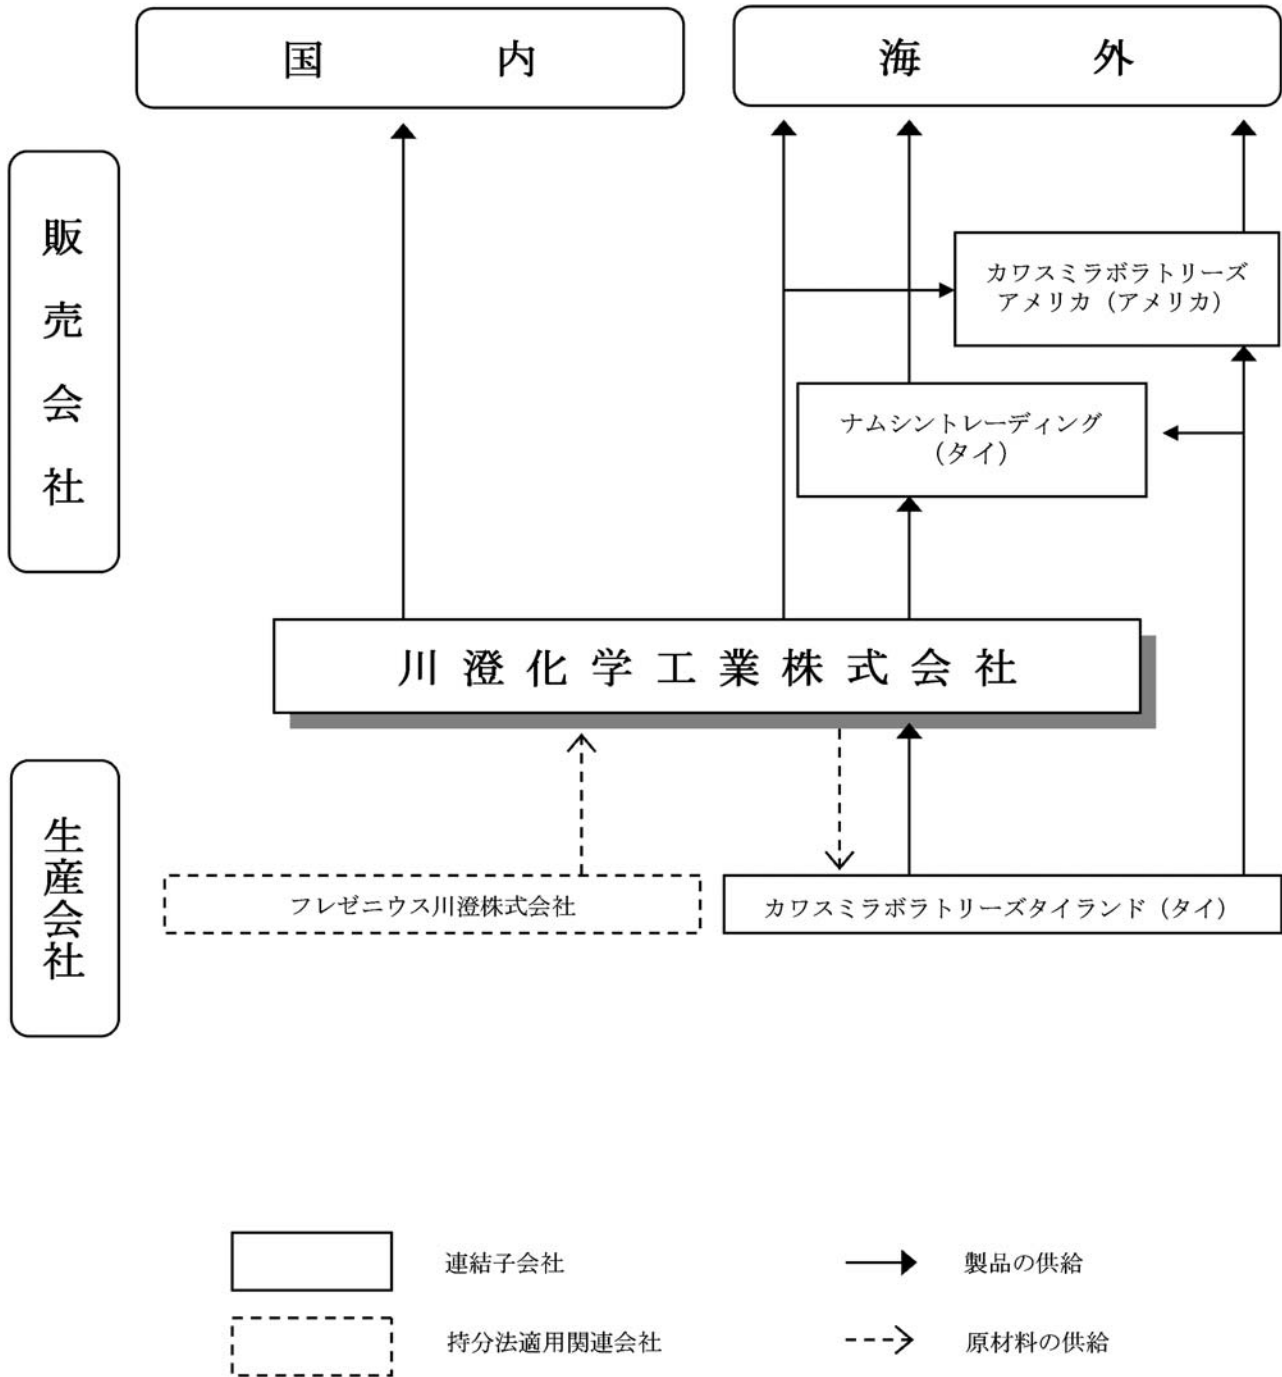 国内
海外
販売会社
カワスミラボラトリーズ
アメリカ（アメリカ）
ナムシントレーディング
（タイ）
川澄化学工業株式会社
生産会社
フレゼニウス川澄株式会社
カワスミラボラトリーズタイランド（タイ）
連結子会社
製品の供給
持分法適用関連会社
原材料の供給